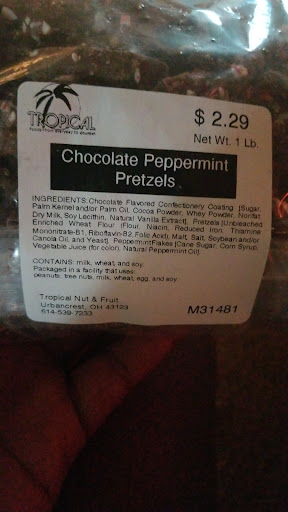 TROPICAL
$ 2.29
Net Wt. 1 Lb.
Chocolate Peppermint
Pretzels
INGREDIENTS: Chocolate Flavored Confectionery Coating [Sugar,
Palm Kernel and/or Palm Oil, Cocoa Powder, Whey Powder, Nonfat
Dry Milk, Soy Lecithin, Natural Vanilla Extract], Pretzels [Unbleached
Enriched Wheat Flour (Flour, Niacin, Reduced Iron, Thiamine
Mononitrate-B1, Riboflavin-B2, Folic Acid), Malt, Salt, Soybean and/or
Canola Oil, and Yeast], Peppermint Flakes [Cane Sugar, Corn Syrup,
Vegetable Juice (for color), Natural Peppermint Oil].
CONTAINS: milk, wheat, and soy.
Packaged in a facility that uses:
peanuts, tree nuts, milk, wheat, egg, and soy.
Tropical Nut & Fruit
Urbancrest, OH 43123
614-539-7233
M31481